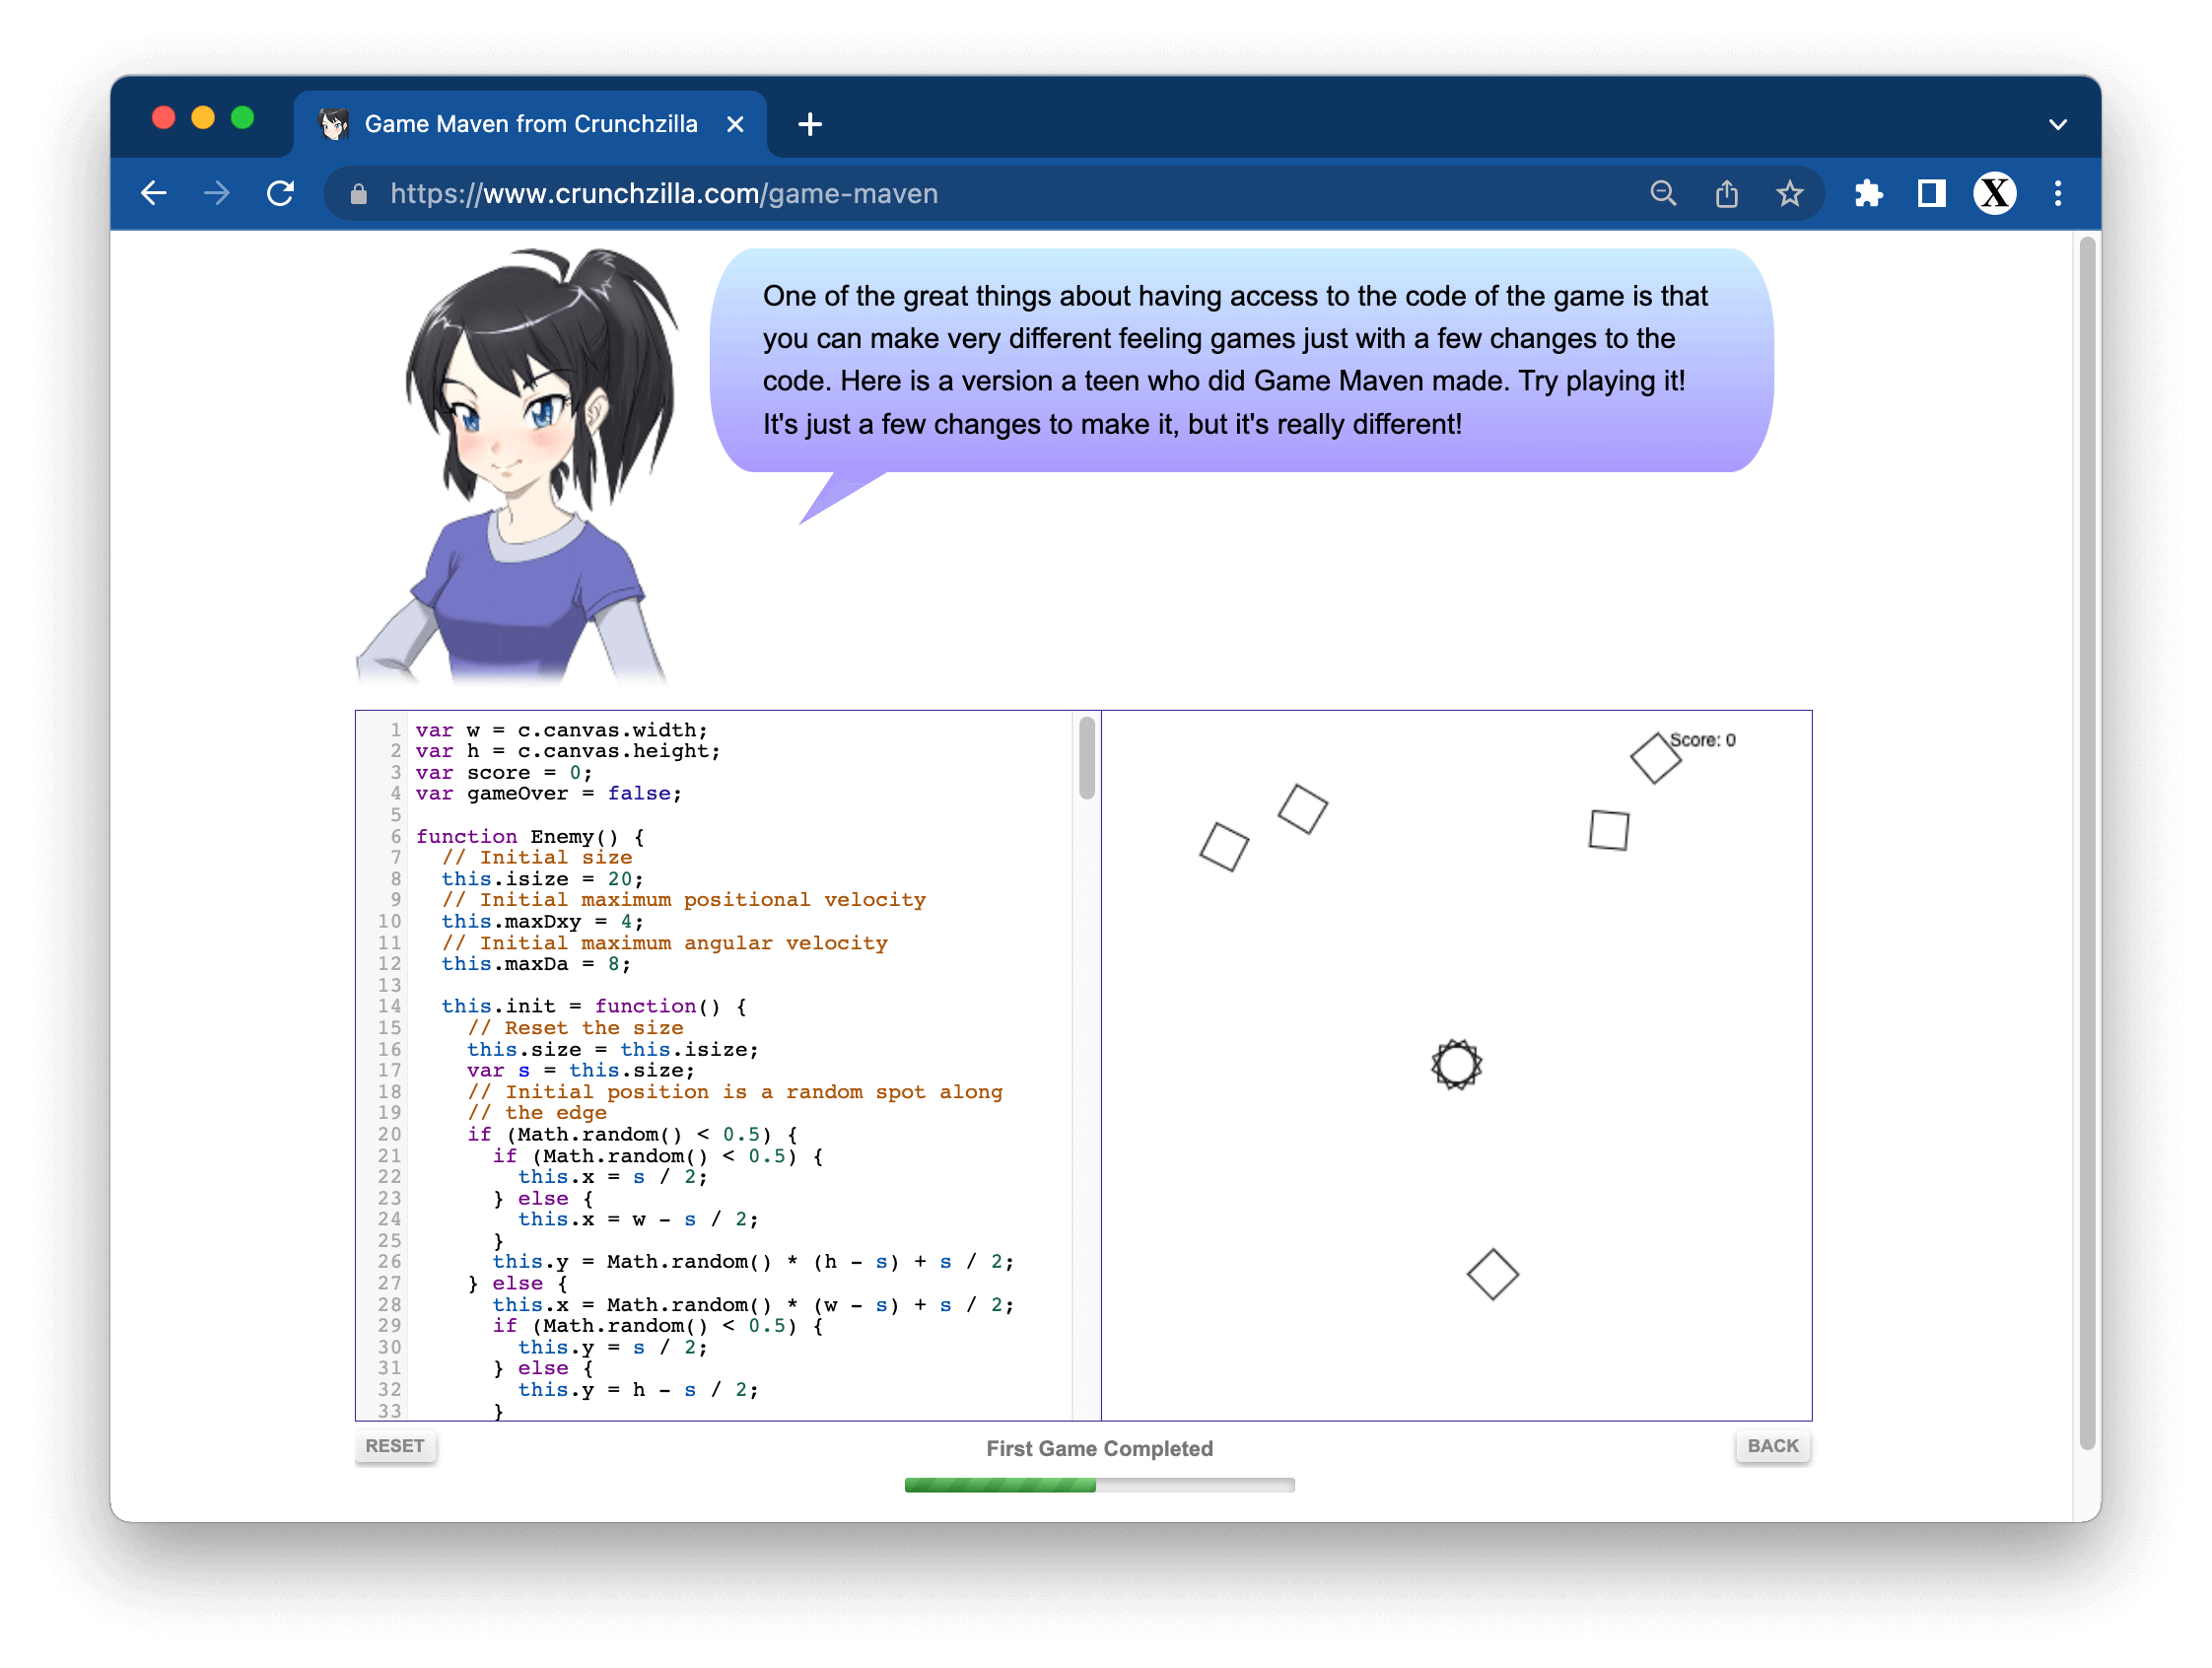 Game Maven from Crunchzilla
https://www.crunchzilla.com/game-maven
X
One of the great things about having access to the code of the game is that
you can make very different feeling games just with a few changes to the
code. Here is a version a teen who did Game Maven made. Try playing it!
It's just a few changes to make it, but it's really different!
1 var w = c.canvas.width;
2 var h = c.canvas.height;
3 var score = 0;
4 var gameOver = false;
5
6 function Enemy() {
7   // Initial size
8   this.isize = 20;
9   // Initial maximum positional velocity
10   this.maxDxy = 4;
11   // Initial maximum angular velocity
12   this.maxDa = 8;
13
14   this.init = function() {
15     // Reset the size
16     this.size = this.isize;
17     var s = this.size;
18     // Initial position is a random spot along
19     // the edge
20     if (Math.random() < 0.5) {
21       if (Math.random() < 0.5) {
22         this.x = s / 2;
23       } else {
24         this.x = w - s / 2;
25       }
26       this.y = Math.random() * (h - s) + s / 2;
27     } else {
28       this.x = Math.random() * (w - s) + s / 2;
29       if (Math.random() < 0.5) {
30         this.y = s / 2;
31       } else {
32         this.y = h - s / 2;
33       }
Score: 0
RESET
First Game Completed
BACK